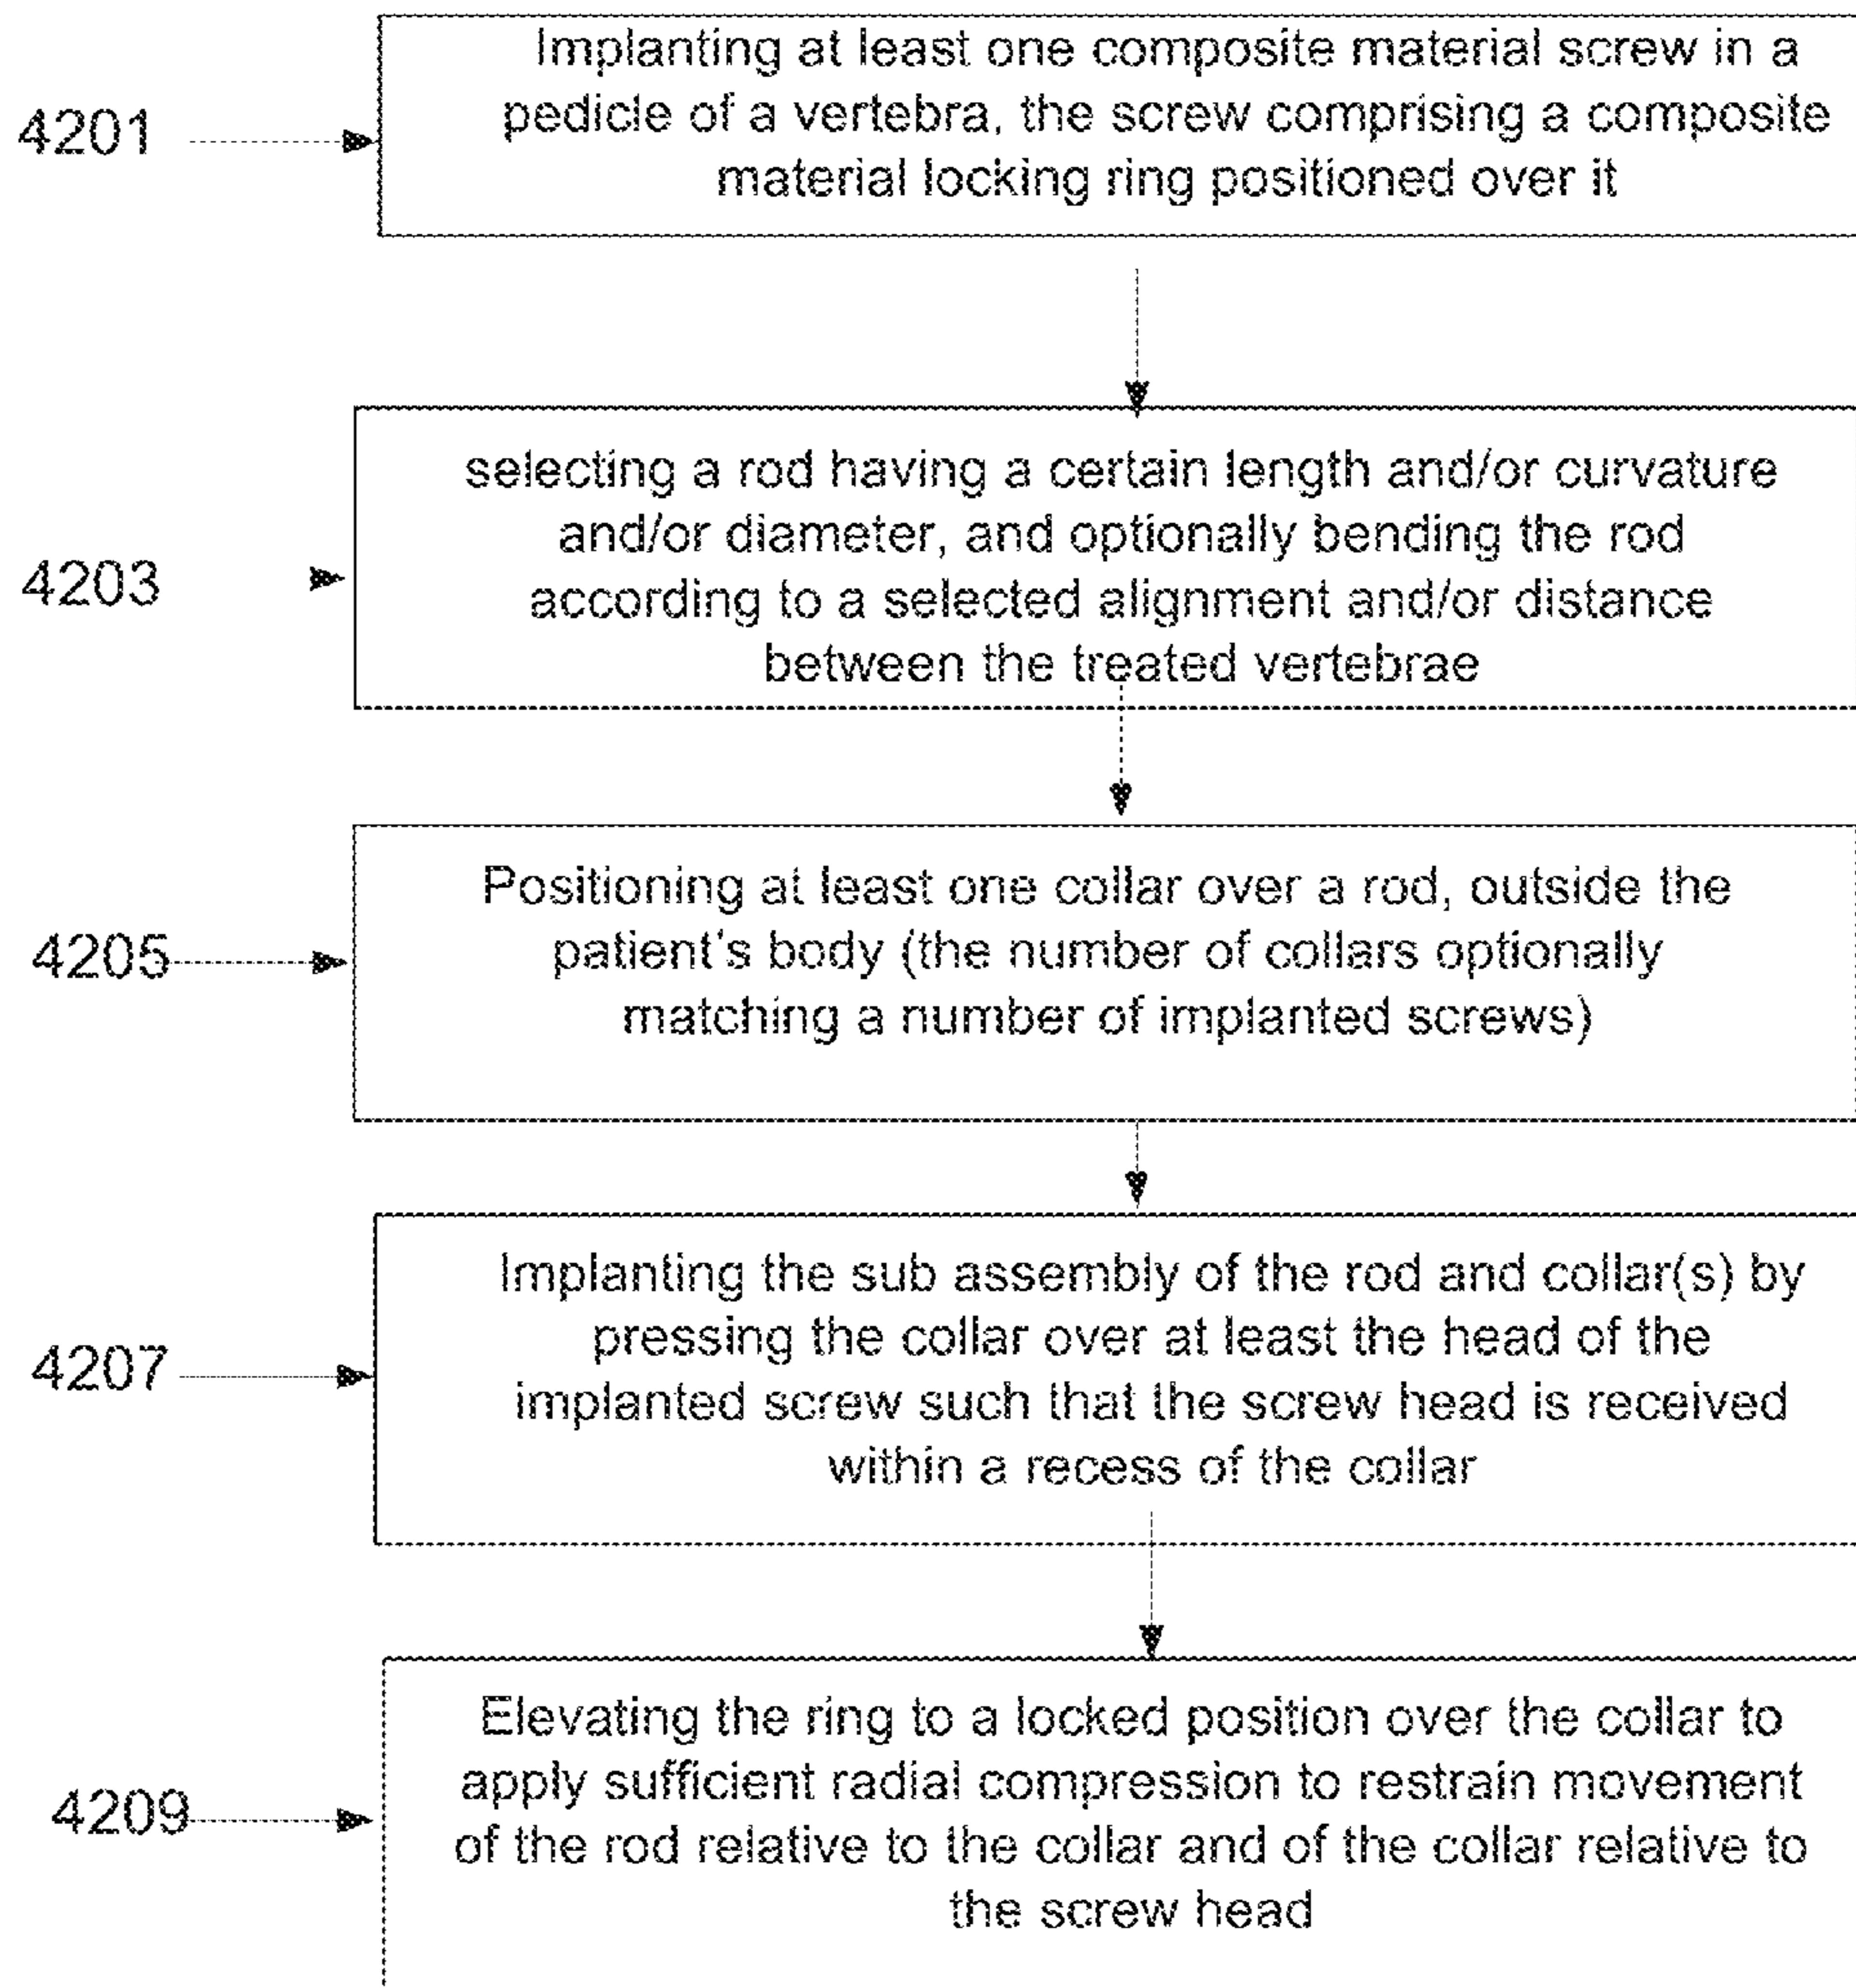 4201
Implanting at least one composite material screw in a
pedicle of a vertebra, the screw comprising a composite
material locking ring positioned over it
4203
selecting a rod having a certain length and/or curvature
and/or diameter, and optionally bending the rod
according to a selected alignment and/or distance
between the treated vertebrae
4205
Positioning at least one collar over a rod, outside the
patient's body (the number of collars optionally
matching a number of implanted screws)
4207
Implanting the sub assembly of the rod and collar(s) by
pressing the collar over at least the head of the
implanted screw such that the screw head is received
within a recess of the collar
4209
Elevating the ring to a locked position over the collar to
apply sufficient radial compression to restrain movement
of the rod relative to the collar and of the collar relative to
the screw head